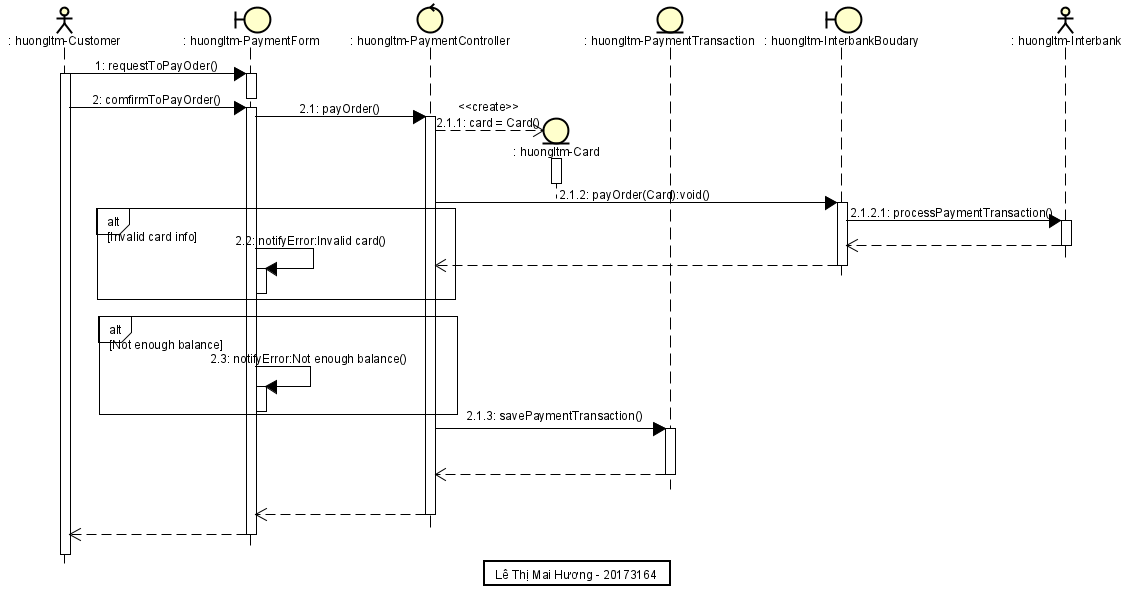 : huongltm-Customer
: huongltm-PaymentForm
: huongltm-PaymentController
: huongltm-PaymentTransaction
: huongltm-InterbankBoudary
: huongltm-Interbank
1: requestToPayOder()
2: comfirmToPayOrder()
2.1: payOrder()
<<create>>
2.1.1: card = Card()
: huongltm-Card
2.1.2: payOrder(Card):void()
2.1.2.1: processPaymentTransaction()
alt
[Invalid card info]
2.2: notifyError:Invalid card()
alt
[Not enough balance]
2.3: notifyError:Not enough balance()
2.1.3: savePaymentTransaction()
Lê Thị Mai Hương - 20173164